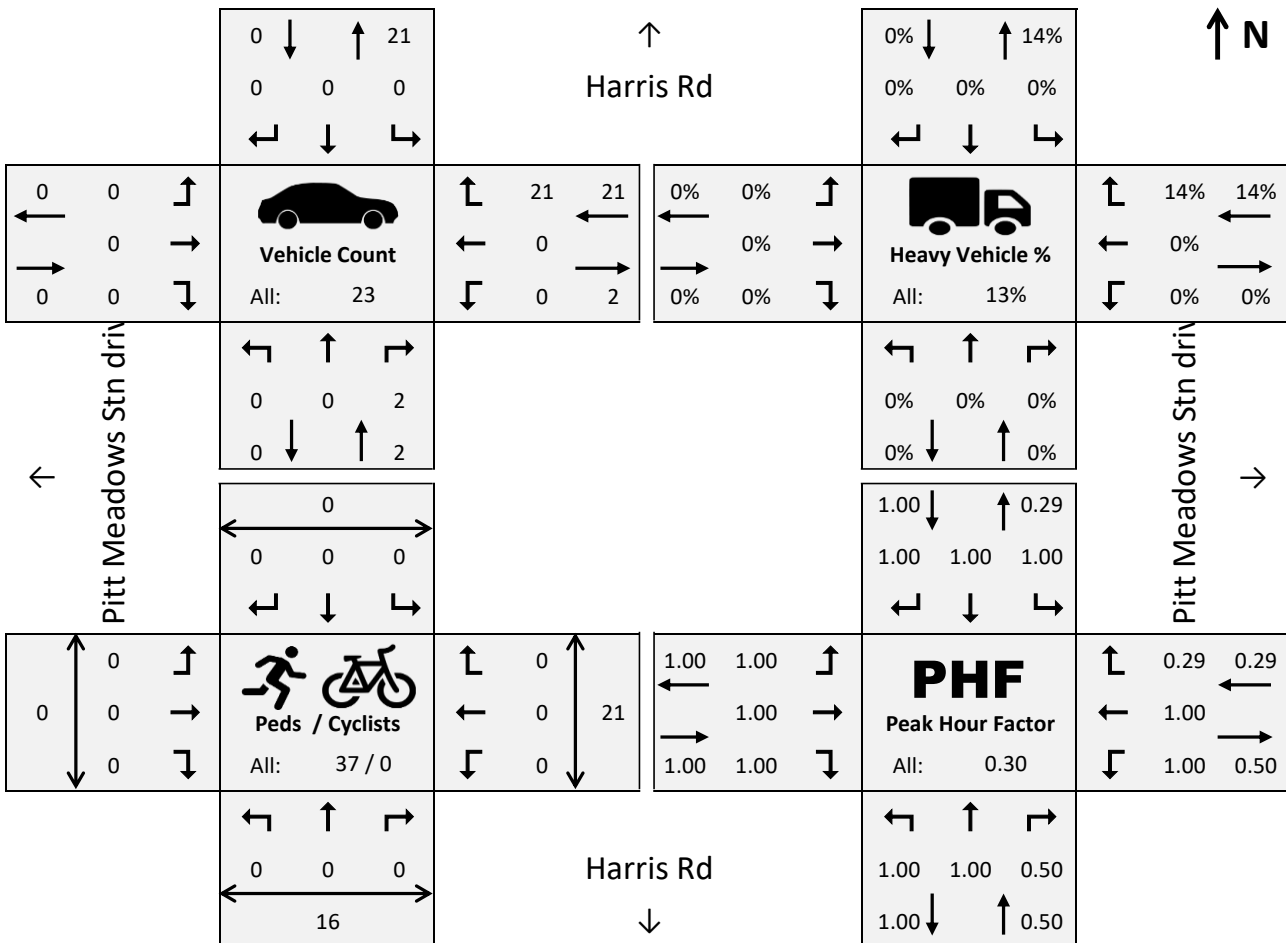 0 21 0% 14% N
Harris Rd
0 0 0 0% 0% 0%
0 0 21 21 0% 0% 14% 14%
0 0 0% 0%
Vehicle Count Heavy Vehicle %
0 0 All: 23 0 2 0% 0% All: 13% 0% 0%
Pitt Meadows Stn driv
Pitt Meadows Stn driv
0 0 2 0% 0% 0%
0 2 0% 0%
0 1.00 0.29
0 0 0 1.00 1.00 1.00
0 0 1.00 1.00 PHF 0.29 0.29
0 0 0 21 1.00 1.00
Peds / Cyclists Peak Hour Factor
0 All: 37 / 0 0 1.00 1.00 All: 0.30 1.00 0.50
0 0 0 Harris Rd 1.00 1.00 0.50
16 1.00 0.50